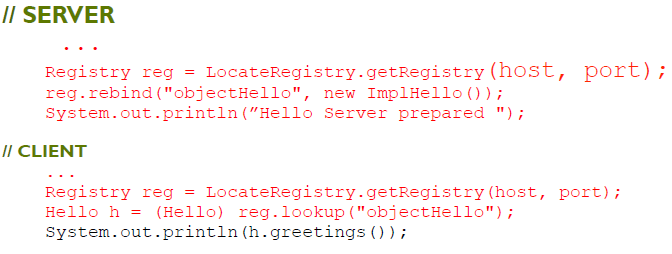 // SERVER
...
Registry reg = LocateRegistry.getRegistry(host, port);
reg.rebind("objectHello", new ImplHello());
System.out.println(”Hello Server prepared ");
// CLIENT
...
Registry reg = LocateRegistry.getRegistry(host, port);
Hello h = (Hello) reg.lookup("objectHello");
System.out.println(h.greetings());